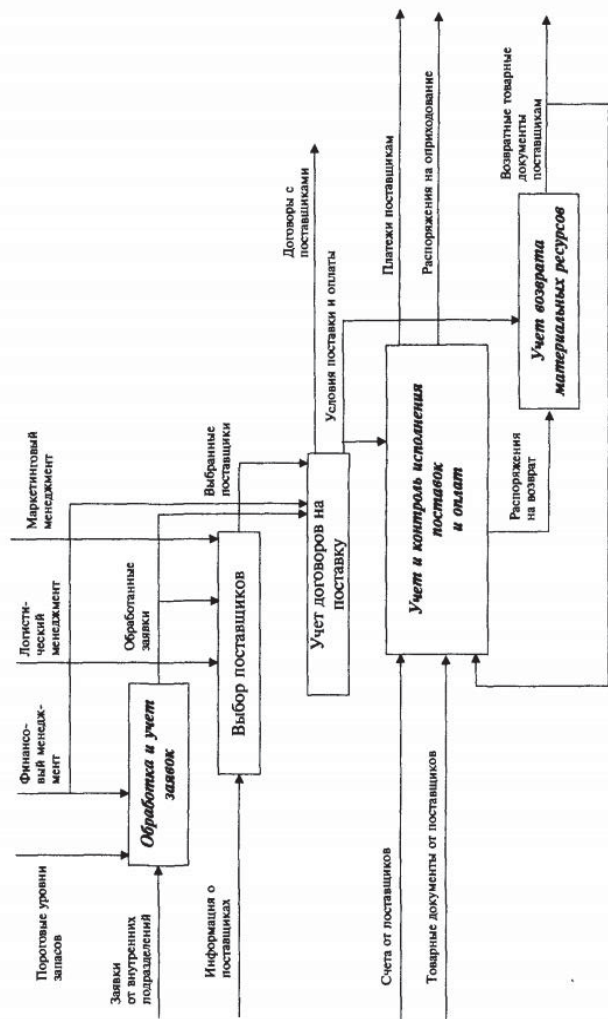 Пороговые уровни
запасов
Финансо-
вый менедж-
мент
Логисти-
ческий
менеджмент
Маркетинговый
менеджмент
Заявки
от внутренних
подразделений
Обработка и учет
заявок
Обработанные
заявки
Информация о
поставщиках
Выбор поставщиков
Выбранные
поставщики
Учет договоров на
поставку
Договоры с
поставщиками
Условия поставки и оплаты
Счета от поставщиков
Товарные документы от поставщиков
Учет и контроль исполнения
поставок
и оплат
Платежи поставщикам
Распоряжения на оприходование
Распоряжения
на возврат
Учет возврата
материальных ресурсов
Возвратные товарные
документы
поставщикам